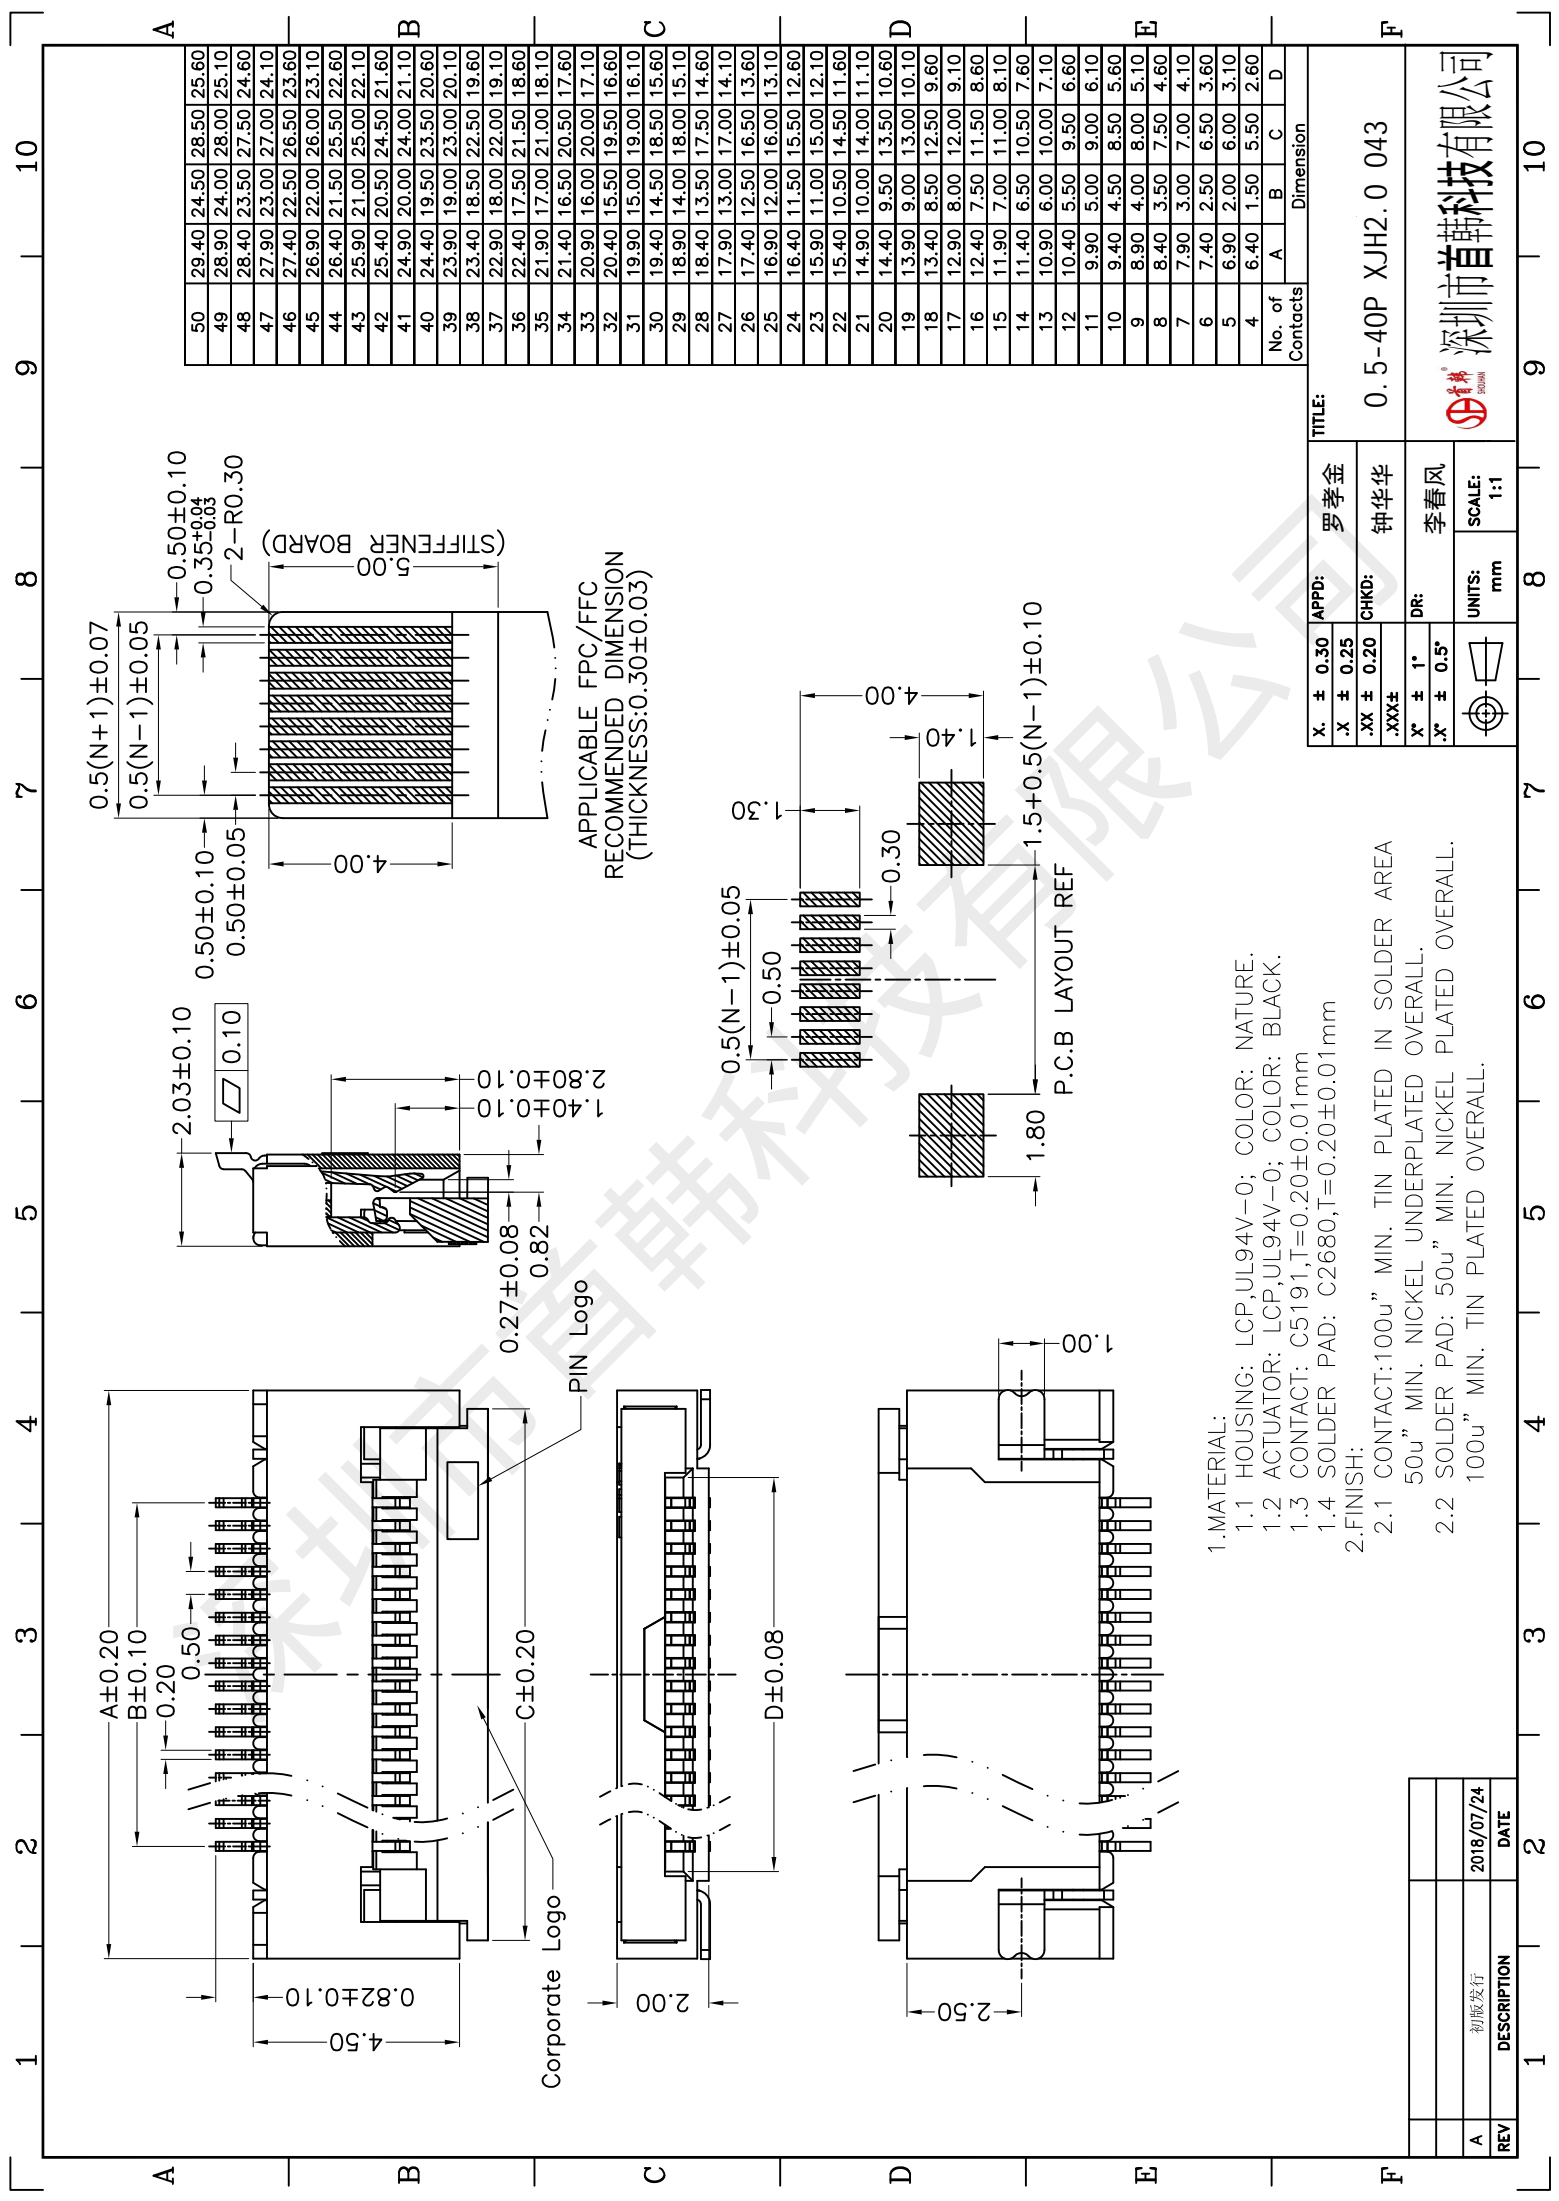 A±0.20
B±0.10
0.20
0.50
0.82±0.10
4.50
C±0.20
Corporate Logo
PIN Logo
2.00
D±0.08
2.50
1.00
2.03±0.10
0.10
2.80±0.10
1.40±0.10
0.27±0.08
0.82
0.5(N+1)±0.07
0.5(N-1)±0.05
0.50±0.10
0.35+0.04
-0.03
2-R0.30
0.50±0.10
0.50±0.05
4.00
5.00
(STIFFENER BOARD)
APPLICABLE FPC/FFC
RECOMMENDED DIMENSION
(THICKNESS:0.30±0.03)
0.5(N-1)±0.05
0.50
1.30
0.30
4.00
1.40
1.80
1.5+0.5(N-1)±0.10
P.C.B LAYOUT REF
1.MATERIAL:
1.1 HOUSING: LCP,UL94V-0; COLOR: NATURE.
1.2 ACTUATOR: LCP,UL94V-0; COLOR: BLACK.
1.3 CONTACT: C5191,T=0.20±0.01mm
1.4 SOLDER PAD: C2680,T=0.20±0.01mm
2.FINISH:
2.1 CONTACT:100u" MIN. TIN PLATED IN SOLDER AREA
50u" MIN. NICKEL UNDERPLATED OVERALL.
2.2 SOLDER PAD: 50u" MIN. NICKEL PLATED OVERALL.
100u" MIN. TIN PLATED OVERALL.
50 29.40 24.50 28.50 25.60
49 28.90 24.00 28.00 25.10
48 28.40 23.50 27.50 24.60
47 27.90 23.00 27.00 24.10
46 27.40 22.50 26.50 23.60
45 26.90 22.00 26.00 23.10
44 26.40 21.50 25.50 22.60
43 25.90 21.00 25.00 22.10
42 25.40 20.50 24.50 21.60
41 24.90 20.00 24.00 21.10
40 24.40 19.50 23.50 20.60
39 23.90 19.00 23.00 20.10
38 23.40 18.50 22.50 19.60
37 22.90 18.00 22.00 19.10
36 22.40 17.50 21.50 18.60
35 21.90 17.00 21.00 18.10
34 21.40 16.50 20.50 17.60
33 20.90 16.00 20.00 17.10
32 20.40 15.50 19.50 16.60
31 19.90 15.00 19.00 16.10
30 19.40 14.50 18.50 15.60
29 18.90 14.00 18.00 15.10
28 18.40 13.50 17.50 14.60
27 17.90 13.00 17.00 14.10
26 17.40 12.50 16.50 13.60
25 16.90 12.00 16.00 13.10
24 16.40 11.50 15.50 12.60
23 15.90 11.00 15.00 12.10
22 15.40 10.50 14.50 11.60
21 14.90 10.00 14.00 11.10
20 14.40 9.50 13.50 10.60
19 13.90 9.00 13.00 10.10
18 13.40 8.50 12.50 9.60
17 12.90 8.00 12.00 9.10
16 12.40 7.50 11.50 8.60
15 11.90 7.00 11.00 8.10
14 11.40 6.50 10.50 7.60
13 10.90 6.00 10.00 7.10
12 10.40 5.50 9.50 6.60
11 9.90 5.00 9.00 6.10
10 9.40 4.50 8.50 5.60
9 8.90 4.00 8.00 5.10
8 8.40 3.50 7.50 4.60
7 7.90 3.00 7.00 4.10
6 7.40 2.50 6.50 3.60
5 6.90 2.00 6.00 3.10
4 6.40 1.50 5.50 2.60
No. of Contacts A B C D
Dimension
X. ± 0.30
.X ± 0.25
.XX ± 0.20
.XXX±
X° ± 1°
.X° ± 0.5°
APPD: 罗孝金
CHKD: 钟华华
DR: 李春风
UNITS: mm
SCALE: 1:1
TITLE:
0.5-40P XJH2.0 043
首韩® SHOUHAN
深圳市首韩科技有限公司
A 初版发行 2018/07/24
REV DESCRIPTION DATE
1 2 3 4 5 6 7 8 9 10
1 2 3 4 5 6 7 8 9 10
A B C D E F
A B C D E F
深圳市首韩科技有限公司